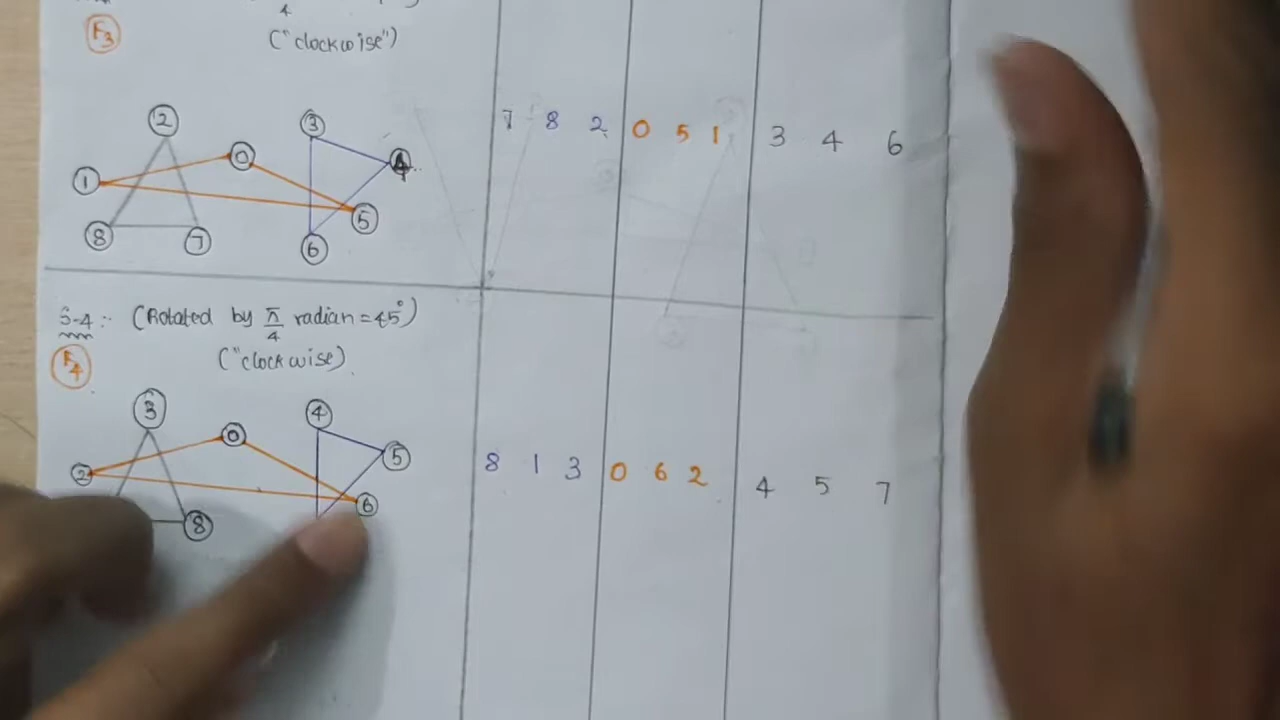 4
F3
("clockwise")
2 3
0 4
1 5
8 7 6
7 8 2 0 5 1 3 4 6
S-4 :- (Rotated by π/4 radian = 45°)
F4 ("clockwise).
3 4
0 5
2 6
8
8 1 3 0 6 2 4 5 7